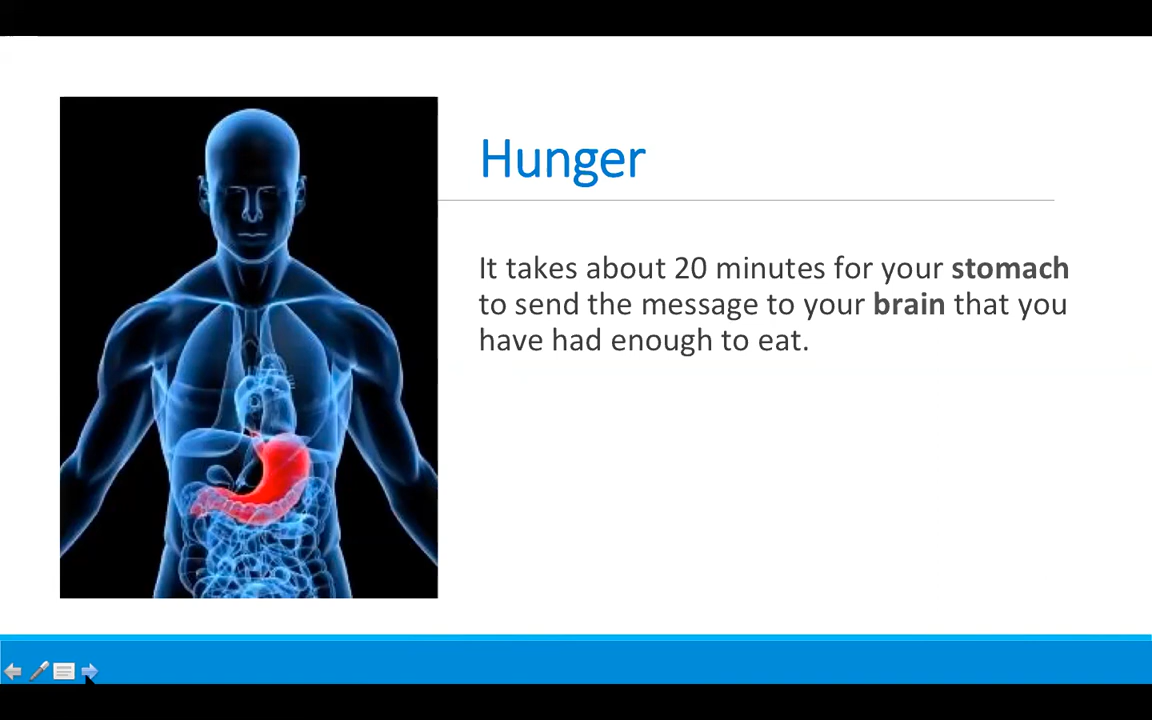 Hunger
It takes about 20 minutes for your stomach
to send the message to your brain that you
have had enough to eat.